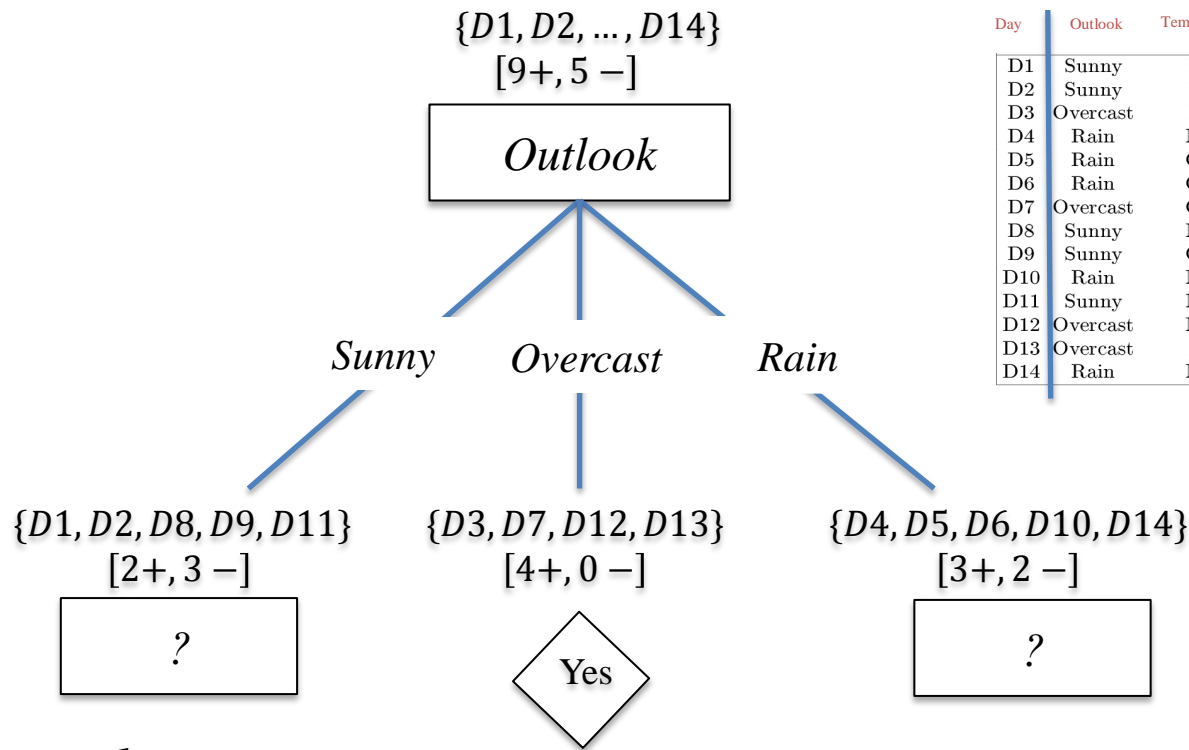 {D1, D2, …, D14}
[9+, 5 −]
Outlook
Sunny Overcast Rain
{D1, D2, D8, D9, D11}
[2+, 3 −]
?
{D3, D7, D12, D13}
[4+, 0 −]
Yes
{D4, D5, D6, D10, D14}
[3+, 2 −]
?
Day Outlook
D1 Sunny
D2 Sunny
D3 Overcast
D4 Rain
D5 Rain
D6 Rain
D7 Overcast
D8 Sunny
D9 Sunny
D10 Rain
D11 Sunny
D12 Overcast
D13 Overcast
D14 Rain